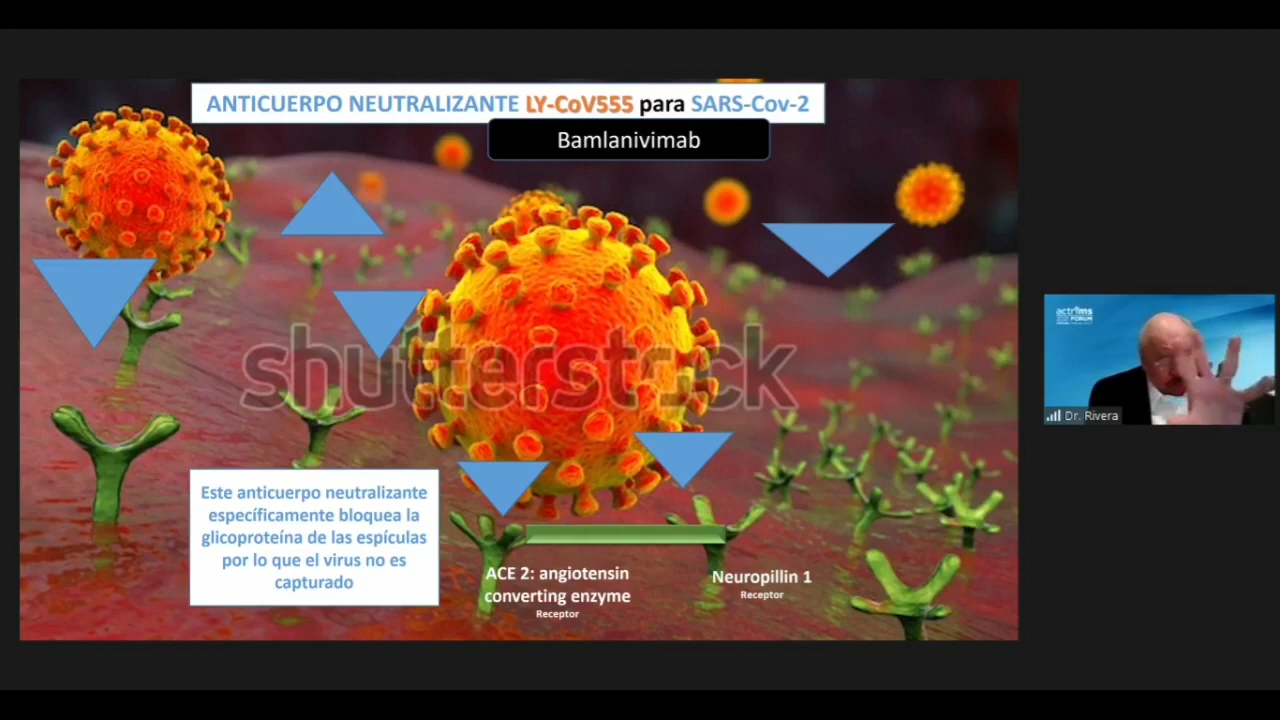 ANTICUERPO NEUTRALIZANTE LY-CoV555 para SARS-Cov-2
Bamlanivimab
shutterstock
Este anticuerpo neutralizante
específicamente bloquea la
glicoproteína de las espículas
por lo que el virus no es
capturado
ACE 2: angiotensin
converting enzyme
Receptor
Neuropillin 1
Receptor
actrims
FORUM
Dr. Rivera